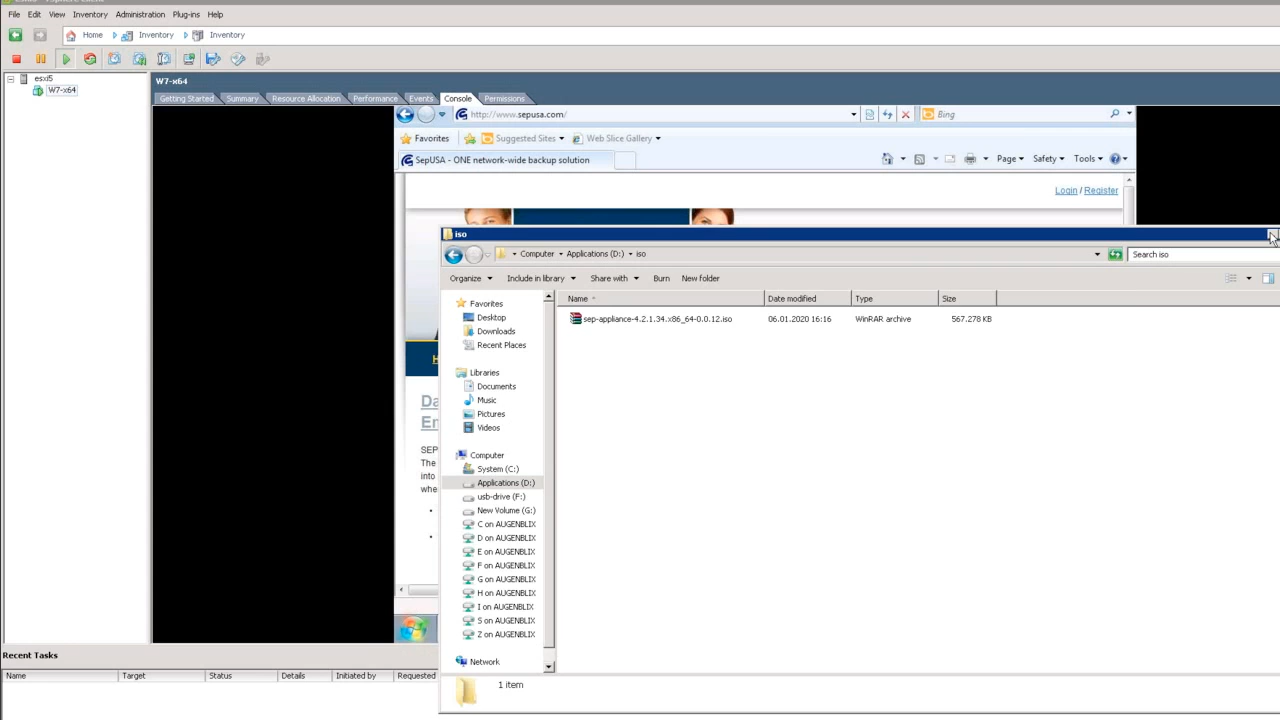 File Edit View Inventory Administration Plug-ins Help
Home Inventory Inventory
esxi5
W7-x64
W7-x64
Getting Started Summary Resource Allocation Performance Events Console Permissions
http://www.sepusa.com/ Bing
Favorites Suggested Sites Web Slice Gallery
SepUSA - ONE network-wide backup solution Page Safety Tools
Login / Register
iso
Computer Applications (D:) iso Search iso
Organize Include in library Share with Burn New folder
Name Date modified Type Size
sep-appliance-4.2.1.34.x86_64-0.0.12.iso 06.01.2020 16:16 WinRAR archive 567.278 KB
Favorites
Desktop
Downloads
Recent Places
Libraries
Documents
Music
Pictures
Videos
Computer
System (C:)
Applications (D:)
usb-drive (F:)
New Volume (G:)
C on AUGENBLIX
D on AUGENBLIX
E on AUGENBLIX
F on AUGENBLIX
G on AUGENBLIX
H on AUGENBLIX
I on AUGENBLIX
S on AUGENBLIX
Z on AUGENBLIX
Network
1 item
H
Da
En
SEP
The
into
whe
Recent Tasks
Name Target Status Details Initiated by Requested